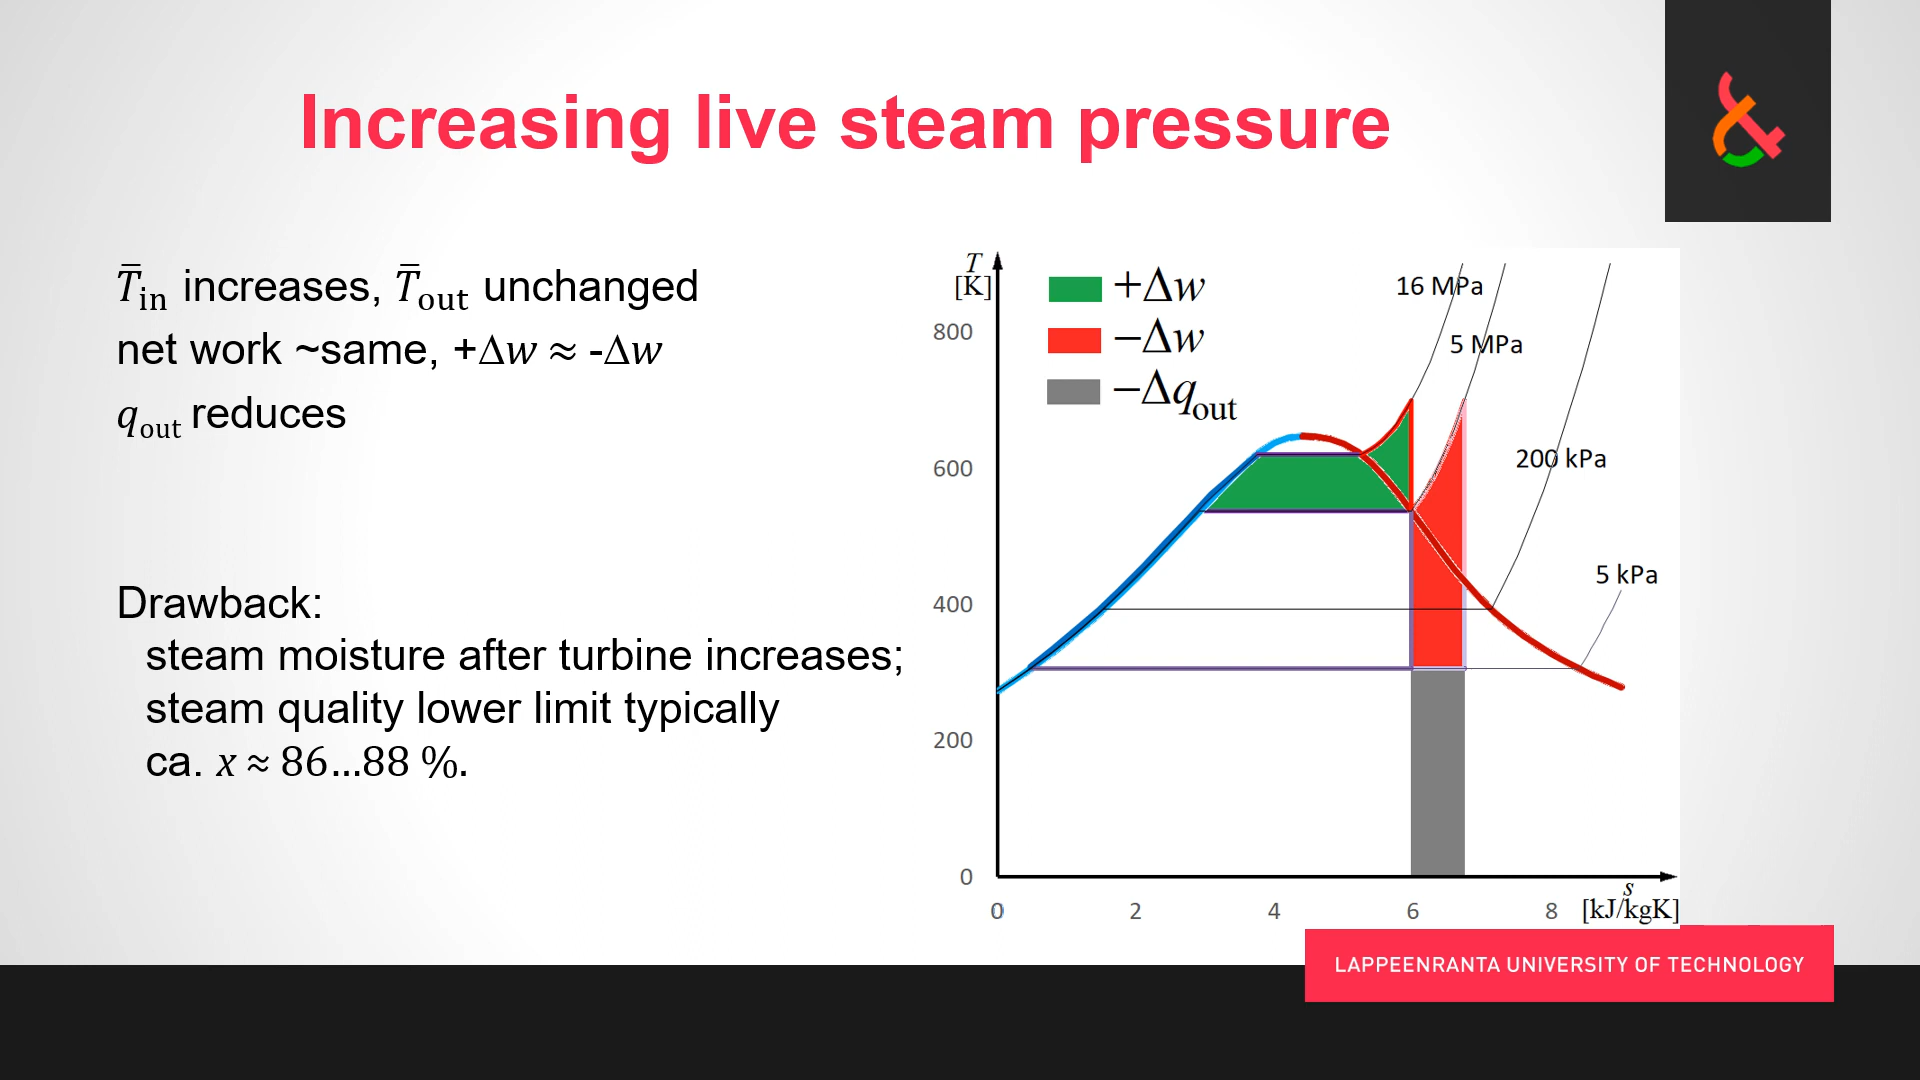 Increasing live steam pressure
T̅in increases, T̅out unchanged
net work ~same, +Δw ≈ -Δw
qout reduces
Drawback:
steam moisture after turbine increases;
steam quality lower limit typically
ca. x ≈ 86…88 %.
T
[K]
+Δw
−Δw
−Δqout
16 MPa
5 MPa
200 kPa
5 kPa
800
600
400
200
0
0 2 4 6 8
s
[kJ/kgK]
LAPPEENRANTA UNIVERSITY OF TECHNOLOGY